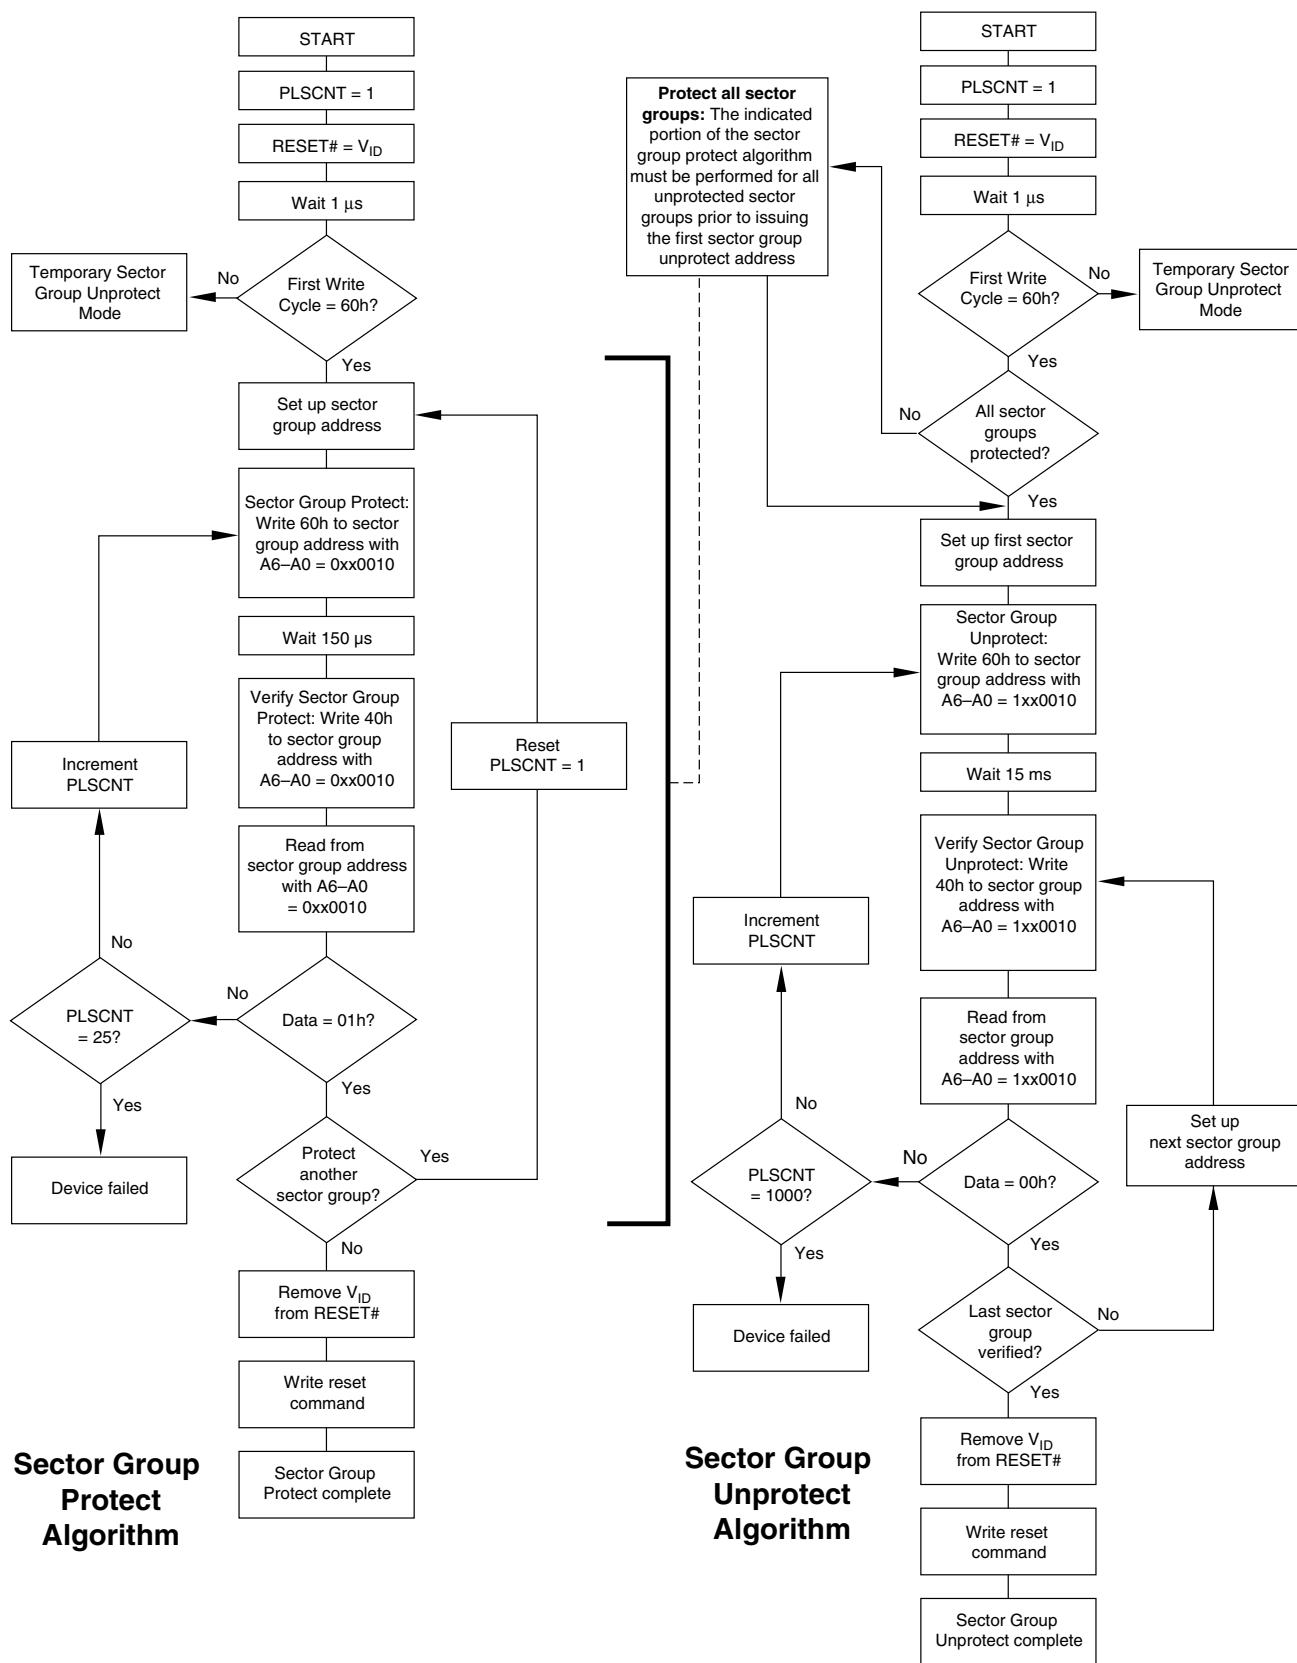 START
PLSCNT = 1
RESET# = VID
Wait 1 μs
First Write
Cycle = 60h?
No
Temporary Sector
Group Unprotect
Mode
Yes
Set up sector
group address
Sector Group Protect:
Write 60h to sector
group address with
A6–A0 = 0xx0010
Wait 150 μs
Verify Sector Group
Protect: Write 40h
to sector group
address with
A6–A0 = 0xx0010
Reset
PLSCNT = 1
Increment
PLSCNT
Read from
sector group address
with A6–A0
= 0xx0010
No
PLSCNT
= 25?
No
Data = 01h?
Yes
Yes
Device failed
Protect
another
sector group?
Yes
No
Remove VID
from RESET#
Write reset
command
Sector Group
Protect complete
Sector Group
Protect
Algorithm
START
Protect all sector
groups: The indicated
portion of the sector
group protect algorithm
must be performed for all
unprotected sector
groups prior to issuing
the first sector group
unprotect address
PLSCNT = 1
RESET# = VID
Wait 1 μs
First Write
Cycle = 60h?
No
Temporary Sector
Group Unprotect
Mode
Yes
No
All sector
groups
protected?
Yes
Set up first sector
group address
Sector Group
Unprotect:
Write 60h to sector
group address with
A6–A0 = 1xx0010
Wait 15 ms
Verify Sector Group
Unprotect: Write
40h to sector group
address with
A6–A0 = 1xx0010
Increment
PLSCNT
Read from
sector group
address with
A6–A0 = 1xx0010
No
Set up
next sector group
address
PLSCNT
= 1000?
No
Data = 00h?
Yes
Yes
Device failed
Last sector
group
verified?
No
Yes
Remove VID
from RESET#
Write reset
command
Sector Group
Unprotect complete
Sector Group
Unprotect
Algorithm